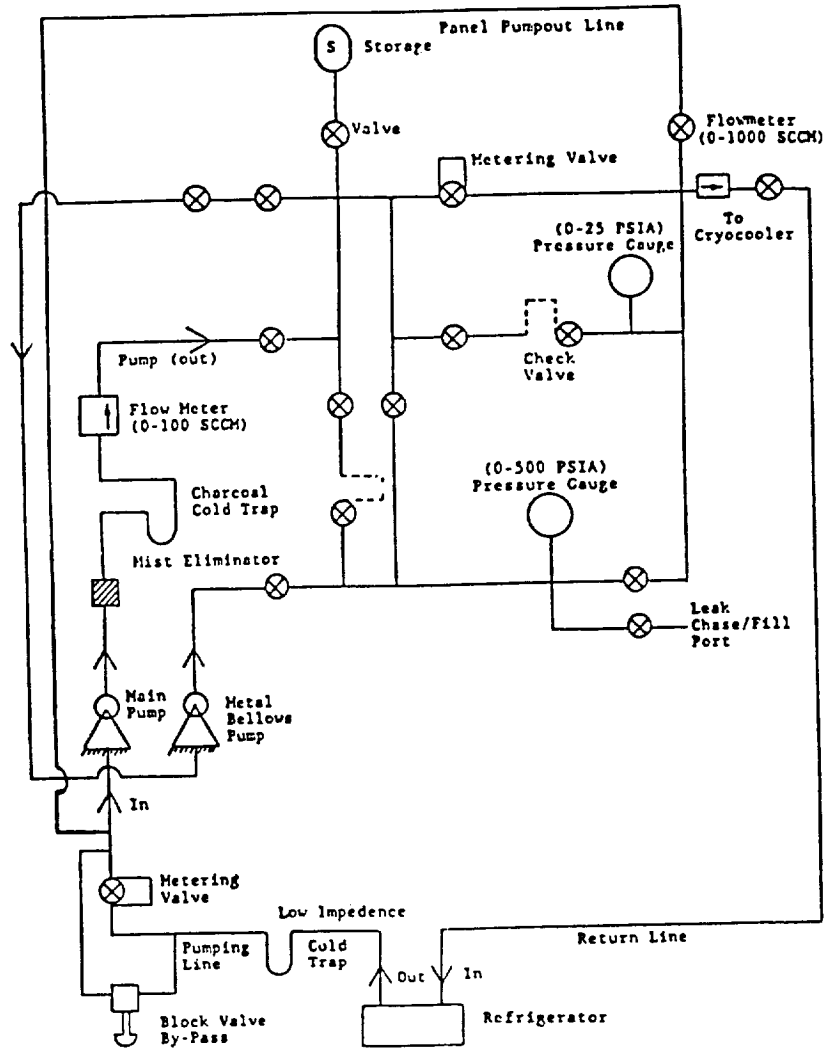 Panel Pumpout Line
S Storage
Valve
Flowmeter
(0-1000 SCCM)
Metering Valve
To
Cryocooler
(0-25 PSIA)
Pressure Gauge
Pump (out)
Check
Valve
Flow Meter
(0-100 SCCM)
(0-500 PSIA)
Pressure Gauge
Charcoal
Cold Trap
Mist Eliminator
Leak
Chase/Fill
Port
Main
Pump
Metal
Bellows
Pump
In
Metering
Valve
Low Impedence
Cold
Trap
Pumping
Line
Return Line
Out
In
Block Valve
By-Pass
Refrigerator